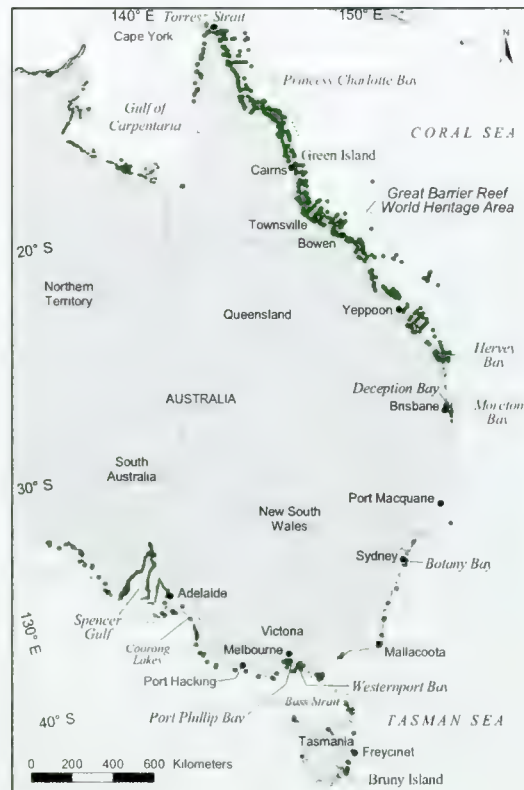 140° E
Torres Strait
150° E
Cape York
N
Princess Charlotte Bay
Gulf of
Carpentaria
CORAL SEA
Green Island
Cairns
Great Barrier Reef
World Heritage Area
Townsville
Bowen
20° S
Northern
Territory
Queensland
Yeppoon
Hervey
Bay
Deception Bay
AUSTRALIA
Brisbane
Moreton
Bay
South
Australia
30° S
Port Macquarie
New South
Wales
Sydney
Botany Bay
Adelaide
Spencer
Gulf
130° E
Coorong
Lakes
Victoria
Melbourne
Mallacoota
Port Hacking
Westernport Bay
Bass Strait
Port Phillip Bay
TASMAN SEA
40° S
Tasmania
Freycinet
Bruny Island
0
200
400
600
Kilometers